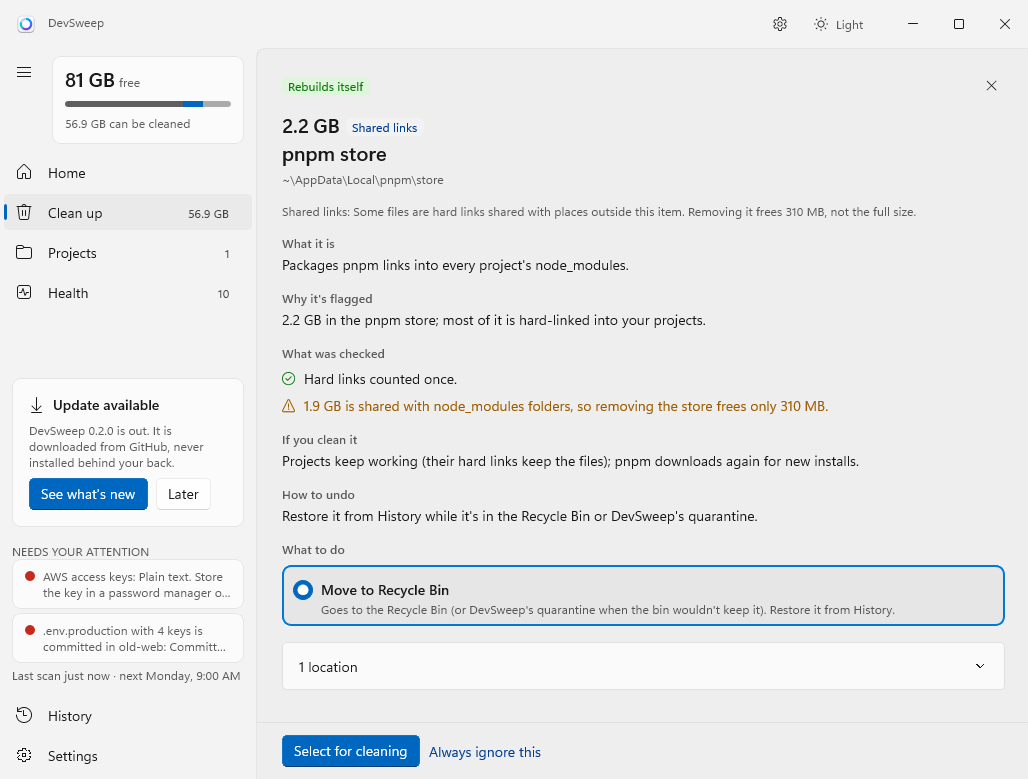 DevSweep
Light
81 GB free
56.9 GB can be cleaned
Home
Clean up 56.9 GB
Projects 1
Health 10
Update available
DevSweep 0.2.0 is out. It is
downloaded from GitHub, never
installed behind your back.
See what's new
Later
NEEDS YOUR ATTENTION
AWS access keys: Plain text. Store
the key in a password manager o...
.env.production with 4 keys is
committed in old-web: Committ...
Last scan just now · next Monday, 9:00 AM
History
Settings
Rebuilds itself
2.2 GB Shared links
pnpm store
~\AppData\Local\pnpm\store
Shared links: Some files are hard links shared with places outside this item. Removing it frees 310 MB, not the full size.
What it is
Packages pnpm links into every project's node_modules.
Why it's flagged
2.2 GB in the pnpm store; most of it is hard-linked into your projects.
What was checked
Hard links counted once.
1.9 GB is shared with node_modules folders, so removing the store frees only 310 MB.
If you clean it
Projects keep working (their hard links keep the files); pnpm downloads again for new installs.
How to undo
Restore it from History while it's in the Recycle Bin or DevSweep's quarantine.
What to do
Move to Recycle Bin
Goes to the Recycle Bin (or DevSweep's quarantine when the bin wouldn't keep it). Restore it from History.
1 location
Select for cleaning
Always ignore this